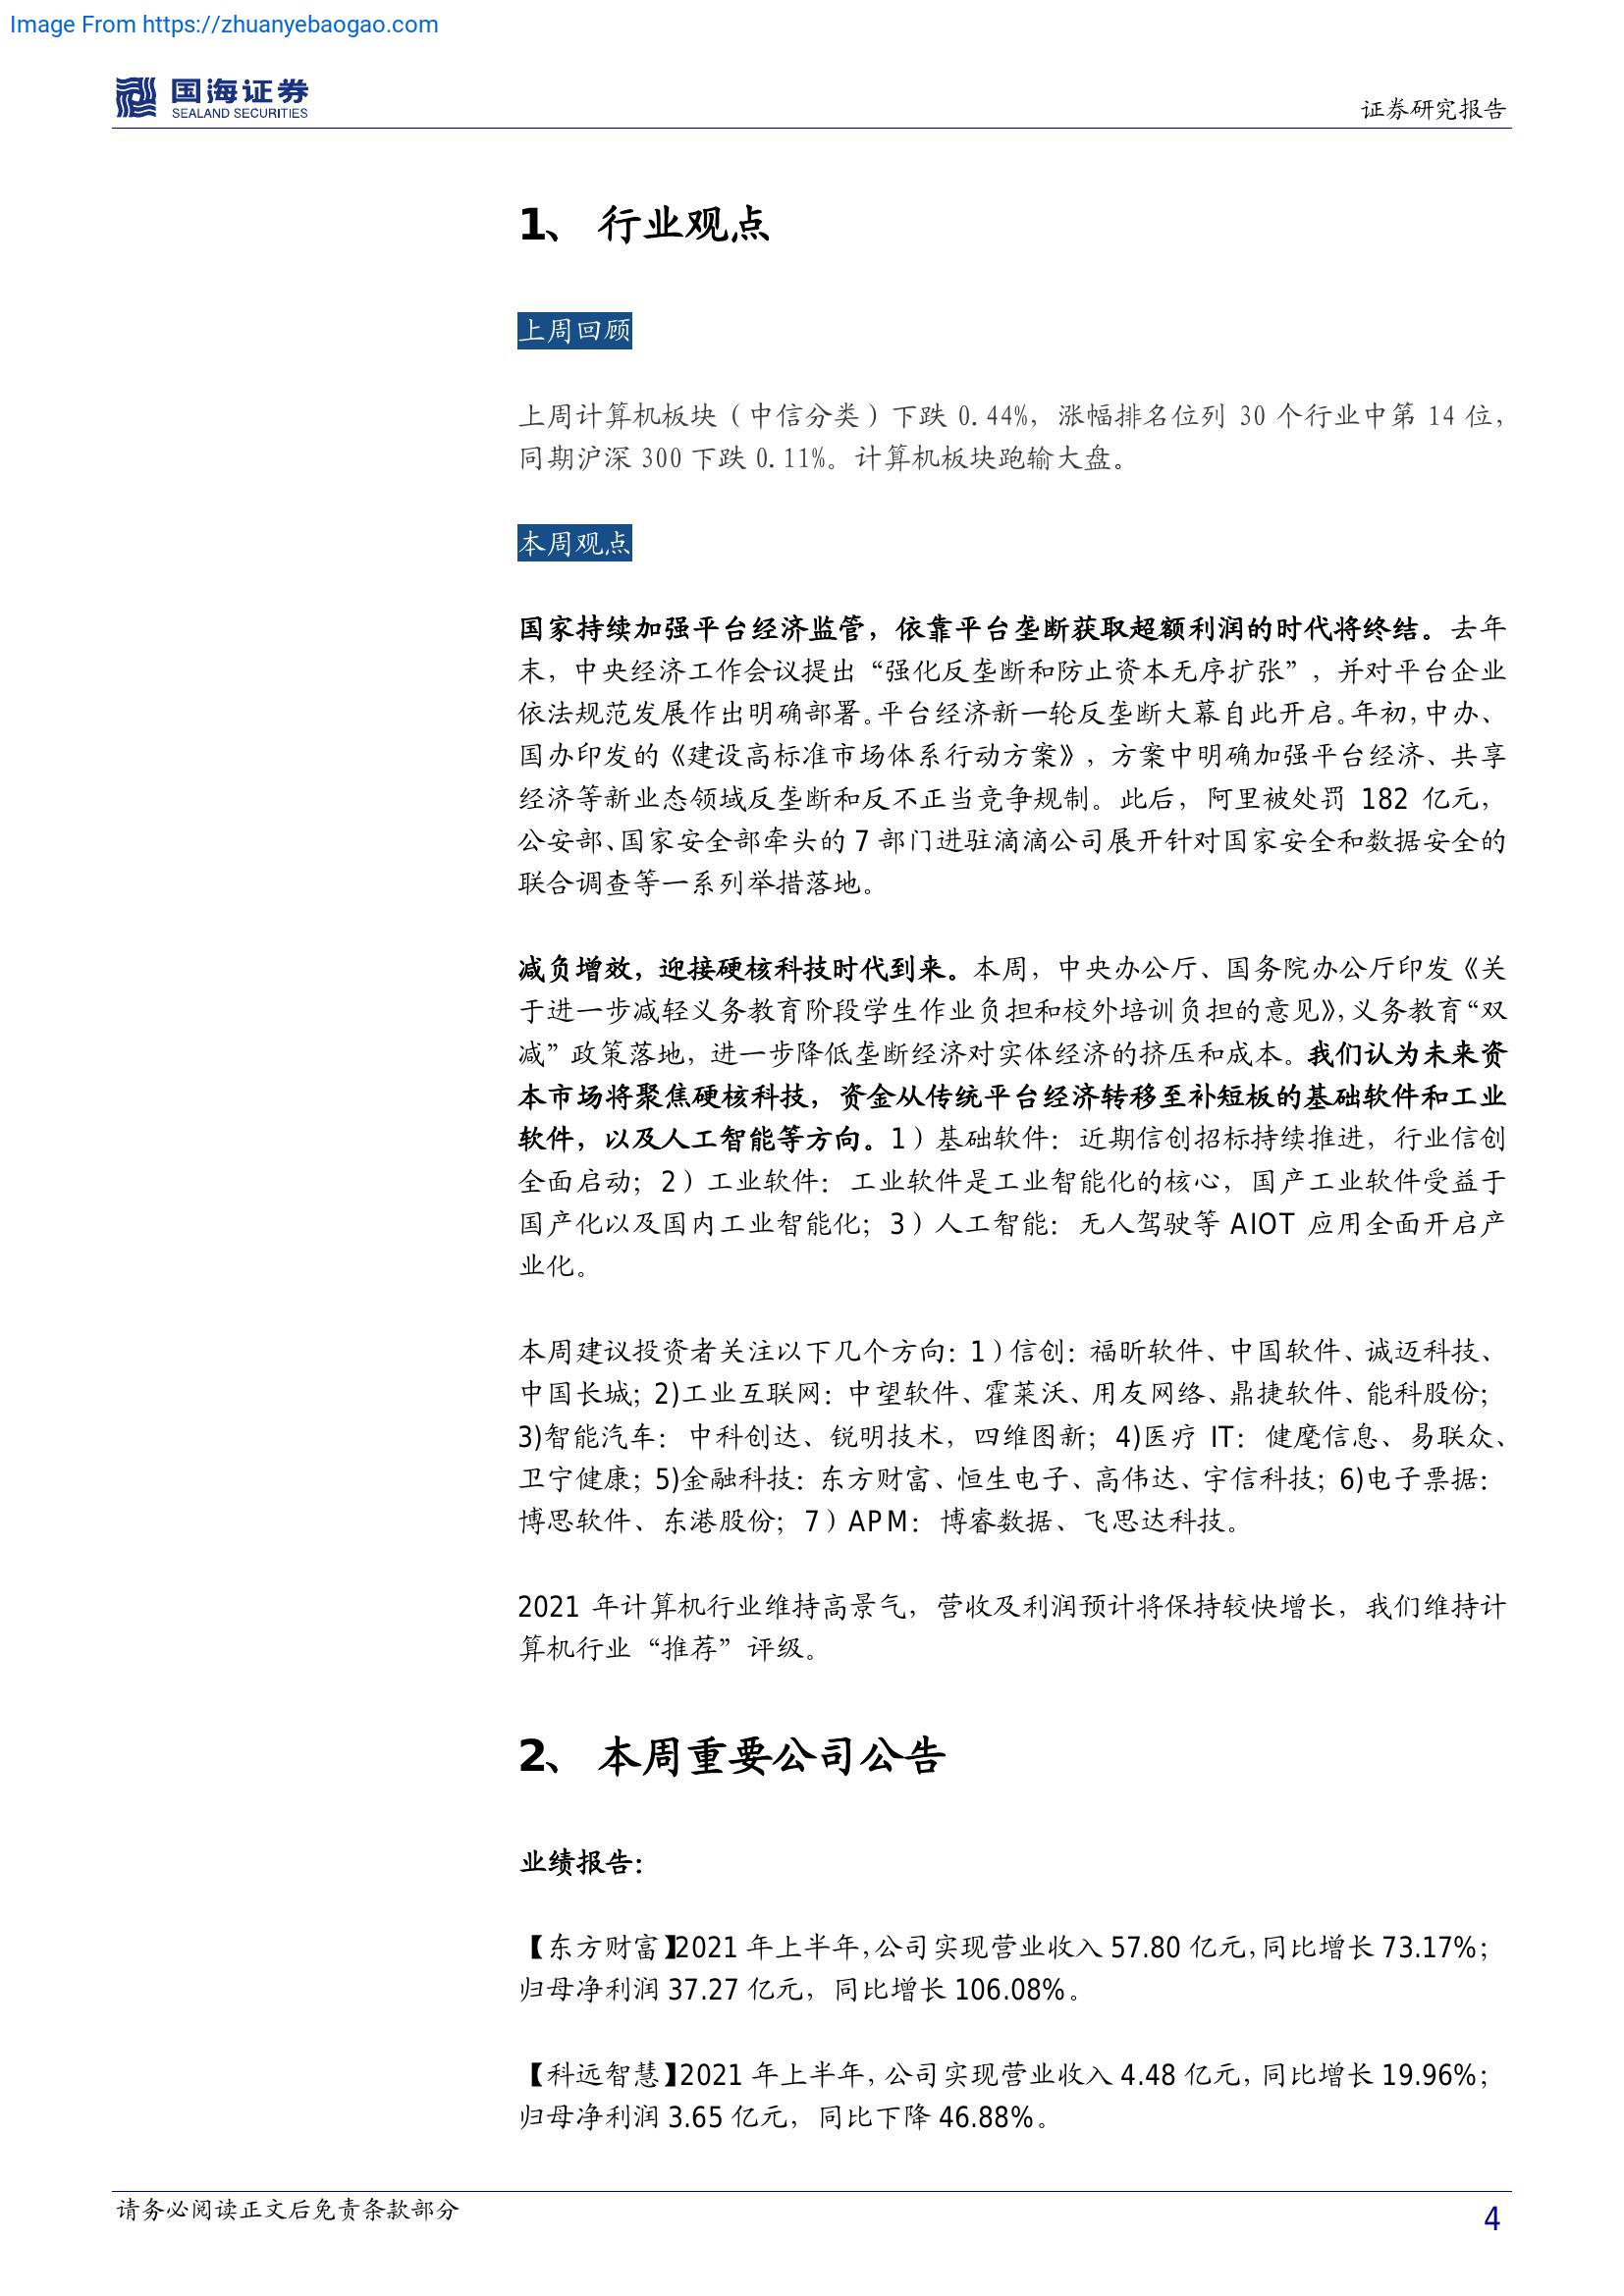 Image From https://zhuanyebaogao.com
国海证券
SEALAND SECURITIES
证券研究报告
1、 行业观点
上周回顾
上周计算机板块（中信分类）下跌 0.44%，涨幅排名位列 30 个行业中第 14 位，
同期沪深 300 下跌 0.11%。计算机板块跑输大盘。
本周观点
国家持续加强平台经济监管，依靠平台垄断获取超额利润的时代将终结。去年
末，中央经济工作会议提出“强化反垄断和防止资本无序扩张”，并对平台企业
依法规范发展作出明确部署。平台经济新一轮反垄断大幕自此开启。年初，中办、
国办印发的《建设高标准市场体系行动方案》，方案中明确加强平台经济、共享
经济等新业态领域反垄断和反不正当竞争规制。此后，阿里被处罚 182 亿元，
公安部、国家安全部牵头的 7 部门进驻滴滴公司展开针对国家安全和数据安全的
联合调查等一系列举措落地。
减负增效，迎接硬核科技时代到来。本周，中央办公厅、国务院办公厅印发《关
于进一步减轻义务教育阶段学生作业负担和校外培训负担的意见》，义务教育“双
减”政策落地，进一步降低垄断经济对实体经济的挤压和成本。我们认为未来资
本市场将聚焦硬核科技，资金从传统平台经济转移至补短板的基础软件和工业
软件，以及人工智能等方向。1）基础软件：近期信创招标持续推进，行业信创
全面启动；2）工业软件：工业软件是工业智能化的核心，国产工业软件受益于
国产化以及国内工业智能化；3）人工智能：无人驾驶等 AIOT 应用全面开启产
业化。
本周建议投资者关注以下几个方向：1）信创：福昕软件、中国软件、诚迈科技、
中国长城；2)工业互联网：中望软件、霍莱沃、用友网络、鼎捷软件、能科股份；
3)智能汽车：中科创达、锐明技术，四维图新；4)医疗 IT：健麾信息、易联众、
卫宁健康；5)金融科技：东方财富、恒生电子、高伟达、宇信科技；6)电子票据：
博思软件、东港股份；7）APM：博睿数据、飞思达科技。
2021 年计算机行业维持高景气，营收及利润预计将保持较快增长，我们维持计
算机行业“推荐”评级。
2、 本周重要公司公告
业绩报告：
【东方财富】2021 年上半年，公司实现营业收入 57.80 亿元，同比增长 73.17%；
归母净利润 37.27 亿元，同比增长 106.08%。
【科远智慧】2021 年上半年，公司实现营业收入 4.48 亿元，同比增长 19.96%；
归母净利润 3.65 亿元，同比下降 46.88%。
请务必阅读正文后免责条款部分
4